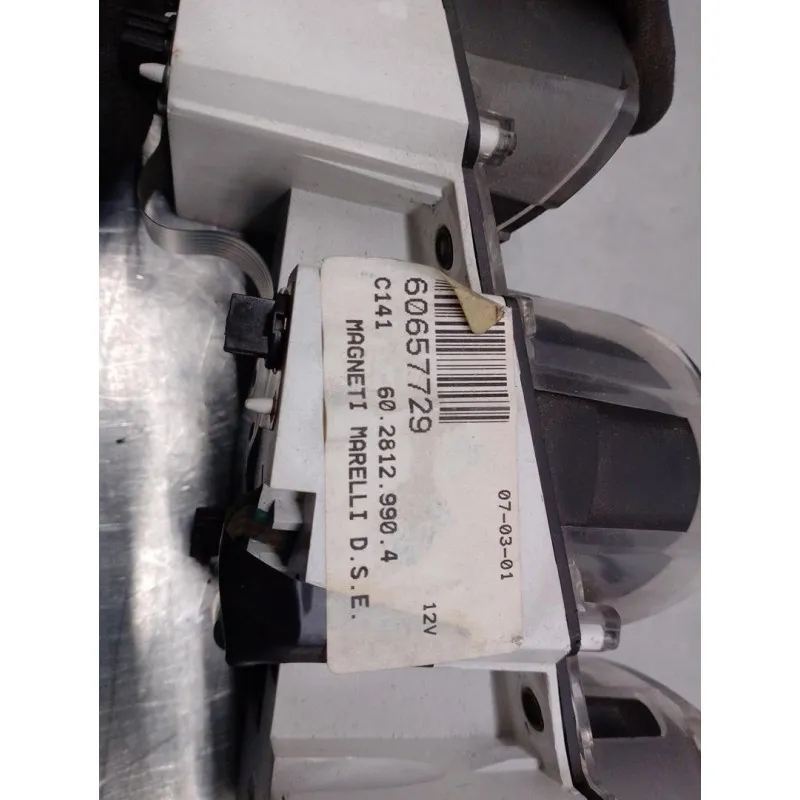 60657729
C141 60.2812.990.4
MAGNETI MARELLI D.S.E.
07-03-01
12V